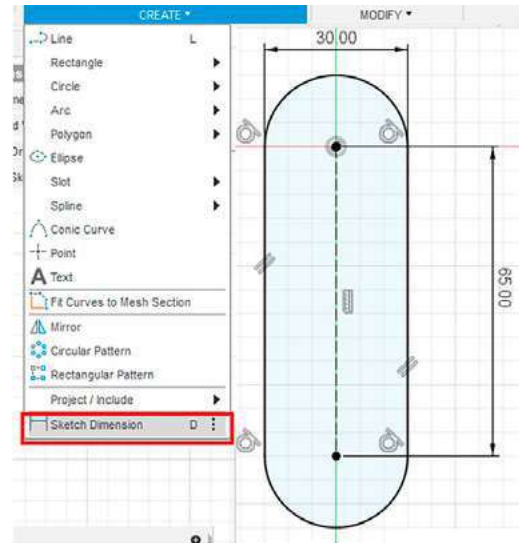 CREATE ▾
MODIFY ▾
Line L
Rectangle
Circle
Arc
Polygon
Ellipse
Slot
Spline
Conic Curve
Point
A Text
Fit Curves to Mesh Section
Mirror
Circular Pattern
Rectangular Pattern
Project / Include
Sketch Dimension D
30.00
65.00